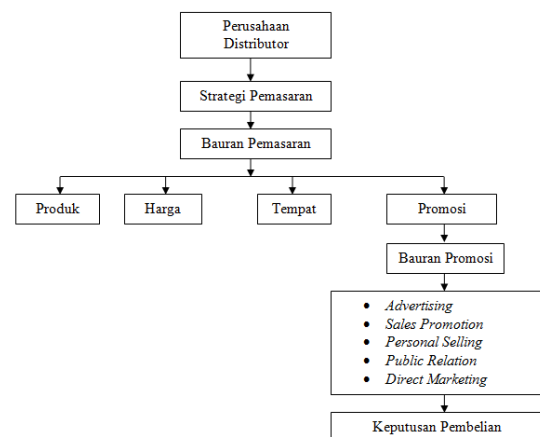 Perusahaan
Distributor
Strategi Pemasaran
Bauran Pemasaran
Produk
Harga
Tempat
Promosi
Bauran Promosi
• Advertising
• Sales Promotion
• Personal Selling
• Public Relation
• Direct Marketing
Keputusan Pembelian